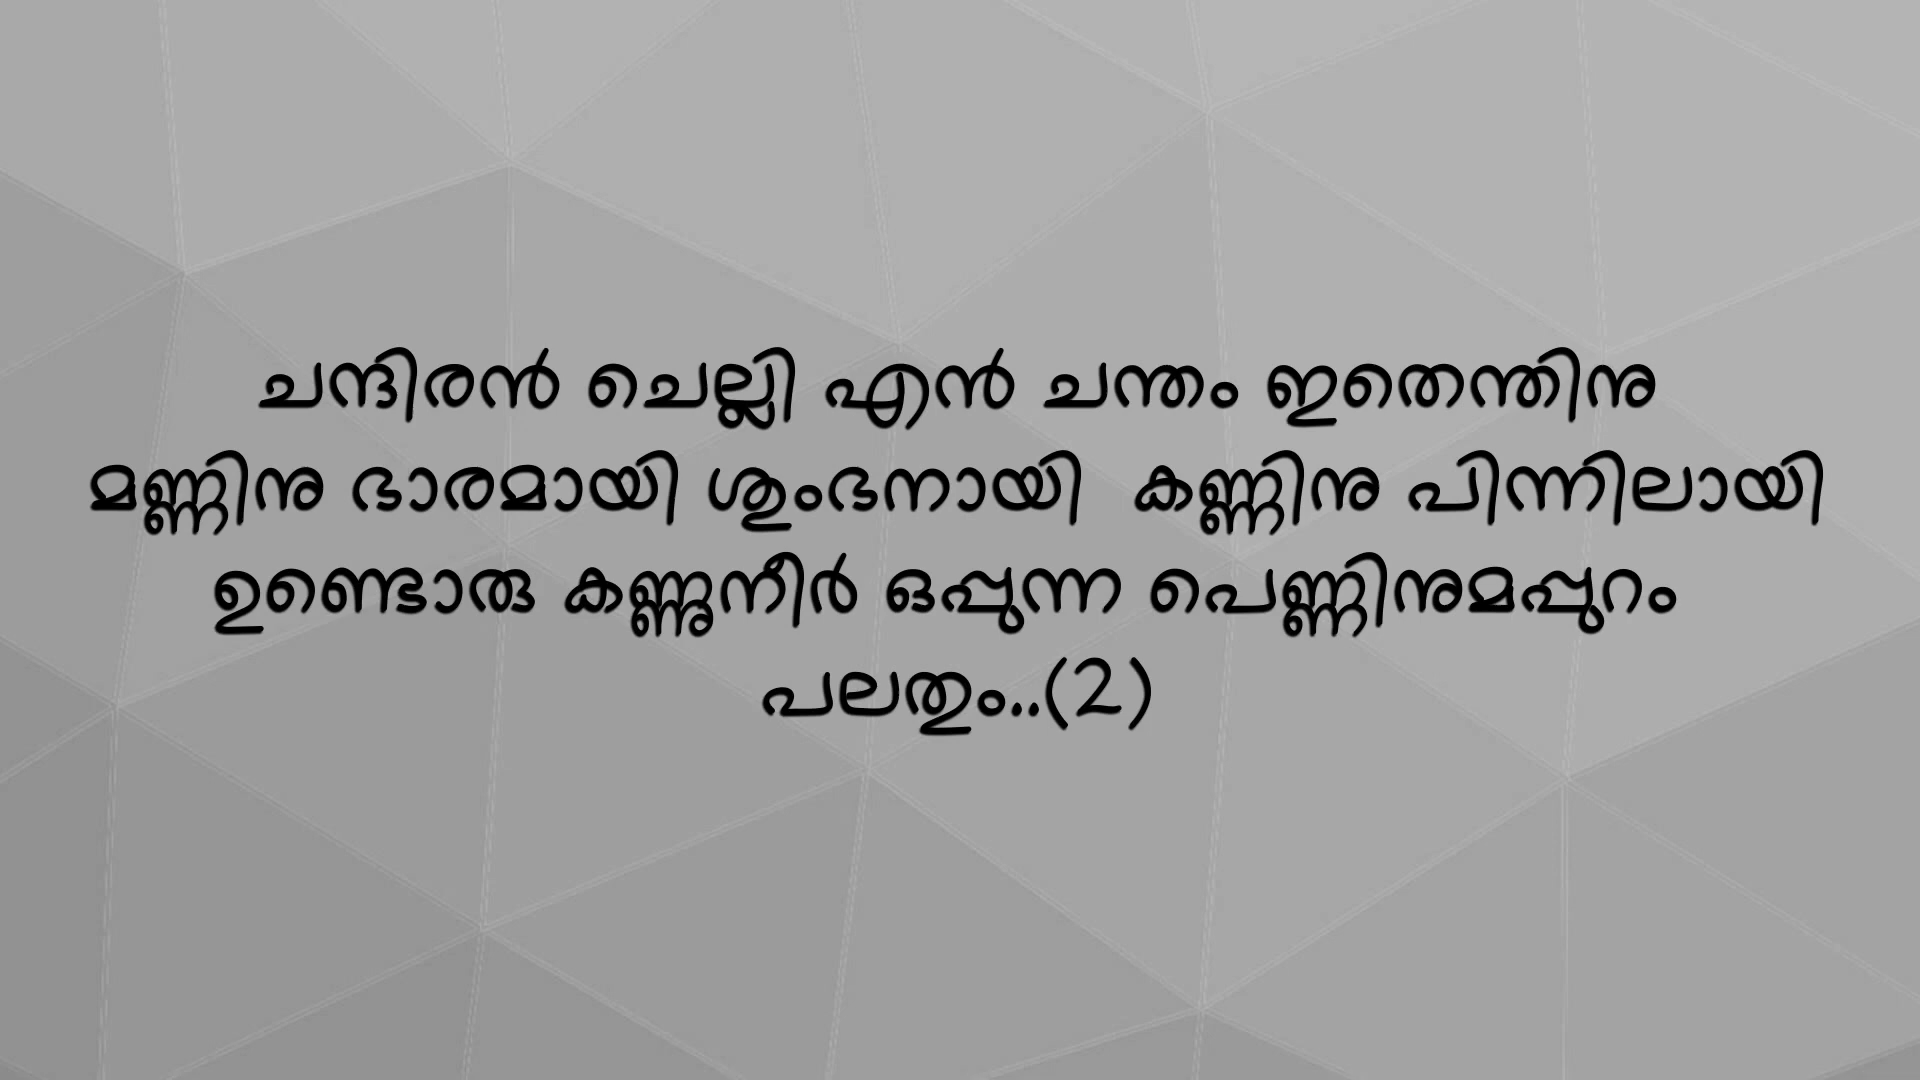 ചന്ദിരൻ ചെല്ലി എൻ ചന്തം ഇതെന്തിനു
മണ്ണിനു ഭാരമായി ശുംഭനായി കണ്ണിനു പിന്നിലായി
ഉണ്ടൊരു കണ്ണുനീർ ഒപ്പുന്ന പെണ്ണിനുമപ്പുറം
പലതും..(2)